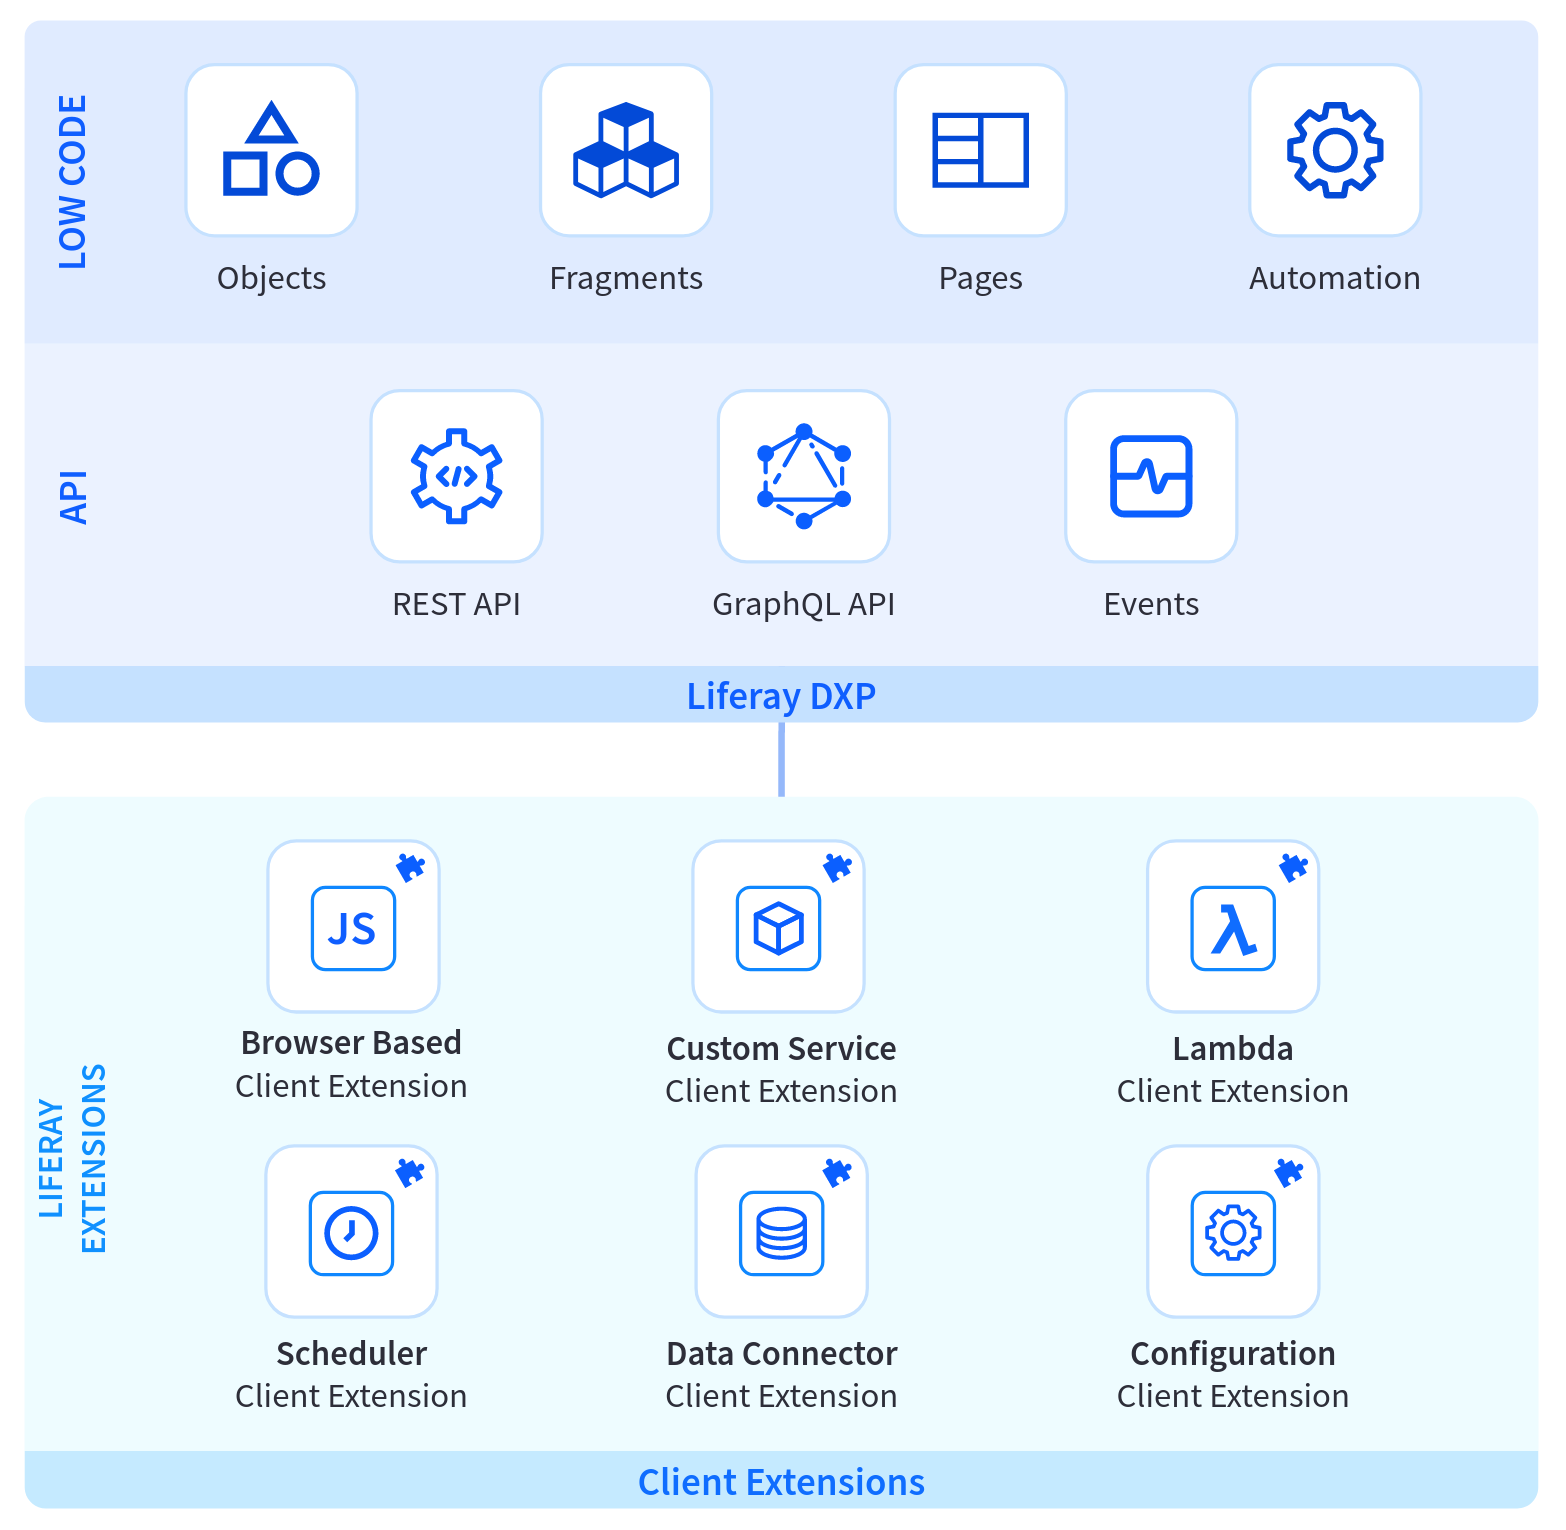 LOW CODE
Objects
Fragments
Pages
Automation
API
REST API
GraphQL API
Events
Liferay DXP
LIFERAY
EXTENSIONS
JS
λ
Browser Based
Client Extension
Custom Service
Client Extension
Lambda
Client Extension
Scheduler
Client Extension
Data Connector
Client Extension
Configuration
Client Extension
Client Extensions